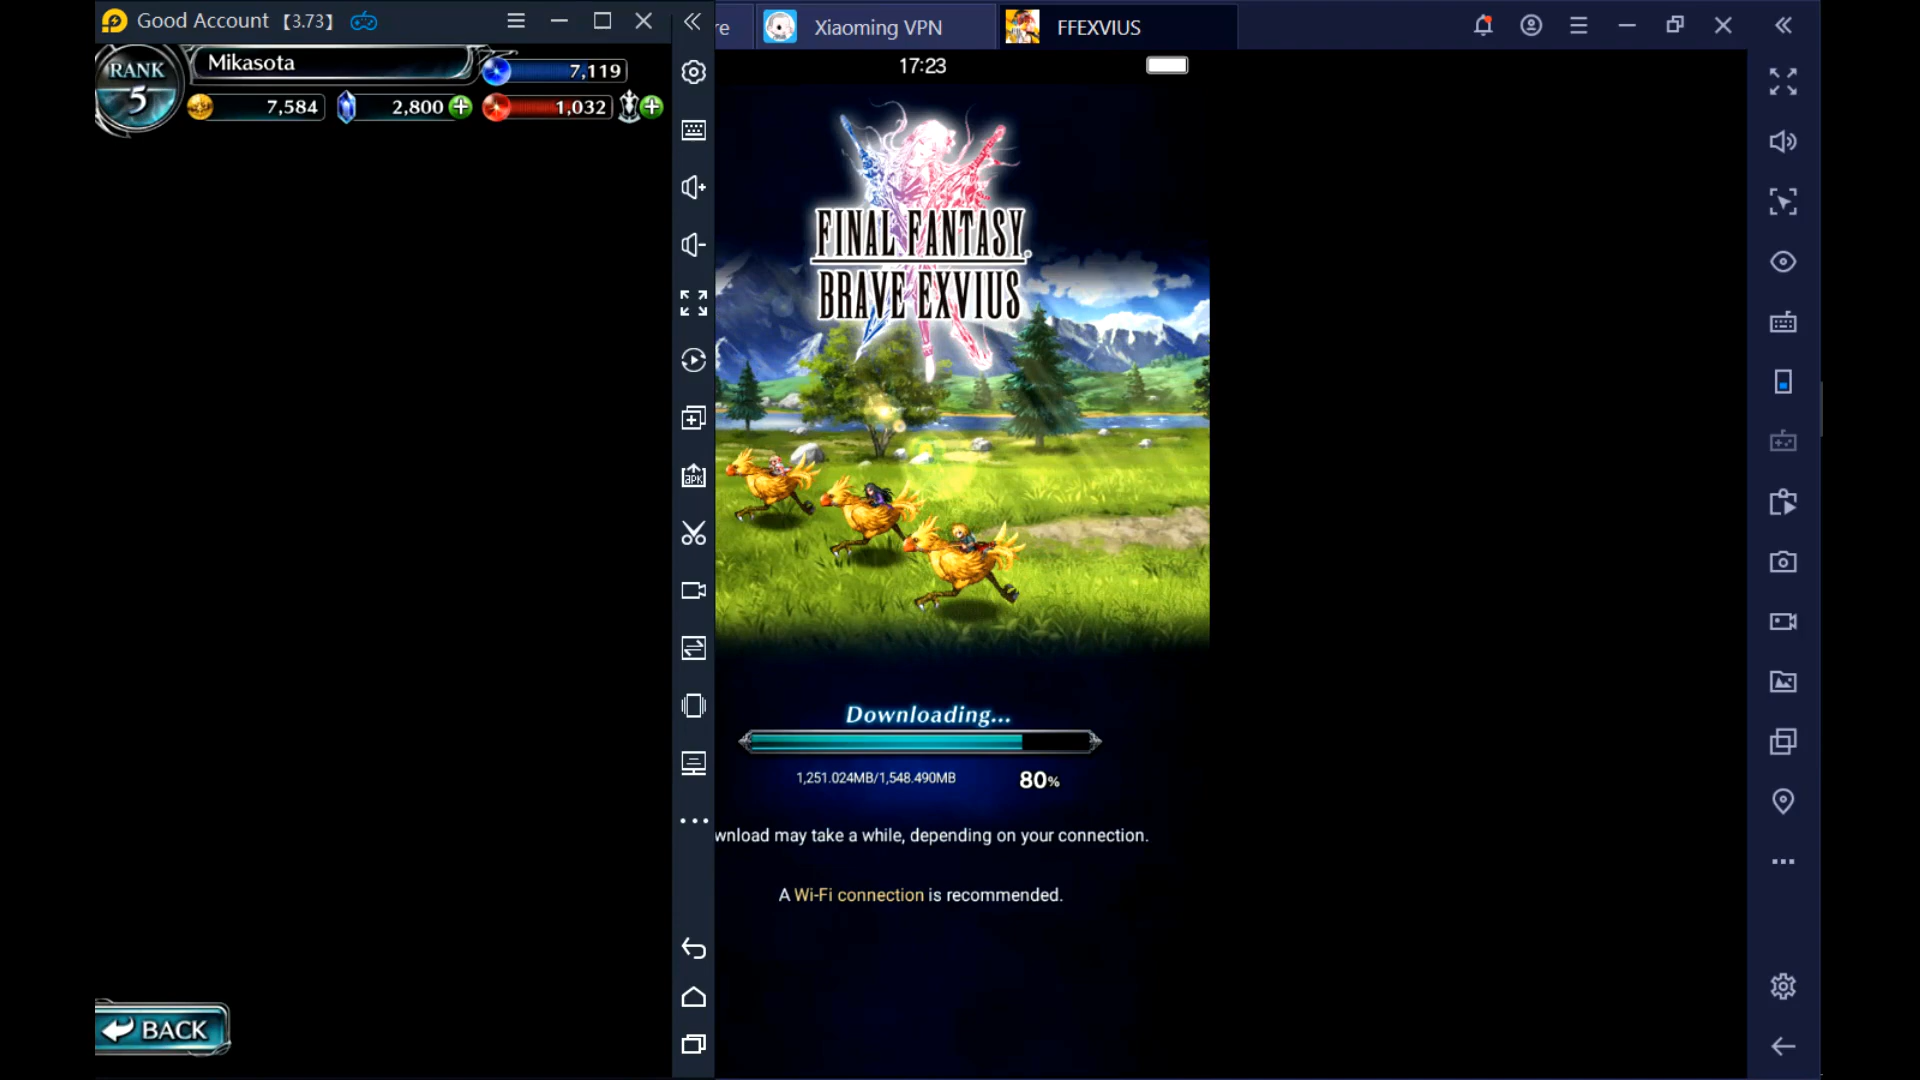 Good Account 【3.73】
RANK
5
Mikasota
7,119
7,584
2,800
1,032
BACK
APK
re
Xiaoming VPN
FFEXVIUS
17:23
FINAL FANTASY®
BRAVE EXVIUS
Downloading...
1,251.024MB/1,548.490MB
80%
wnload may take a while, depending on your connection.
A Wi-Fi connection is recommended.